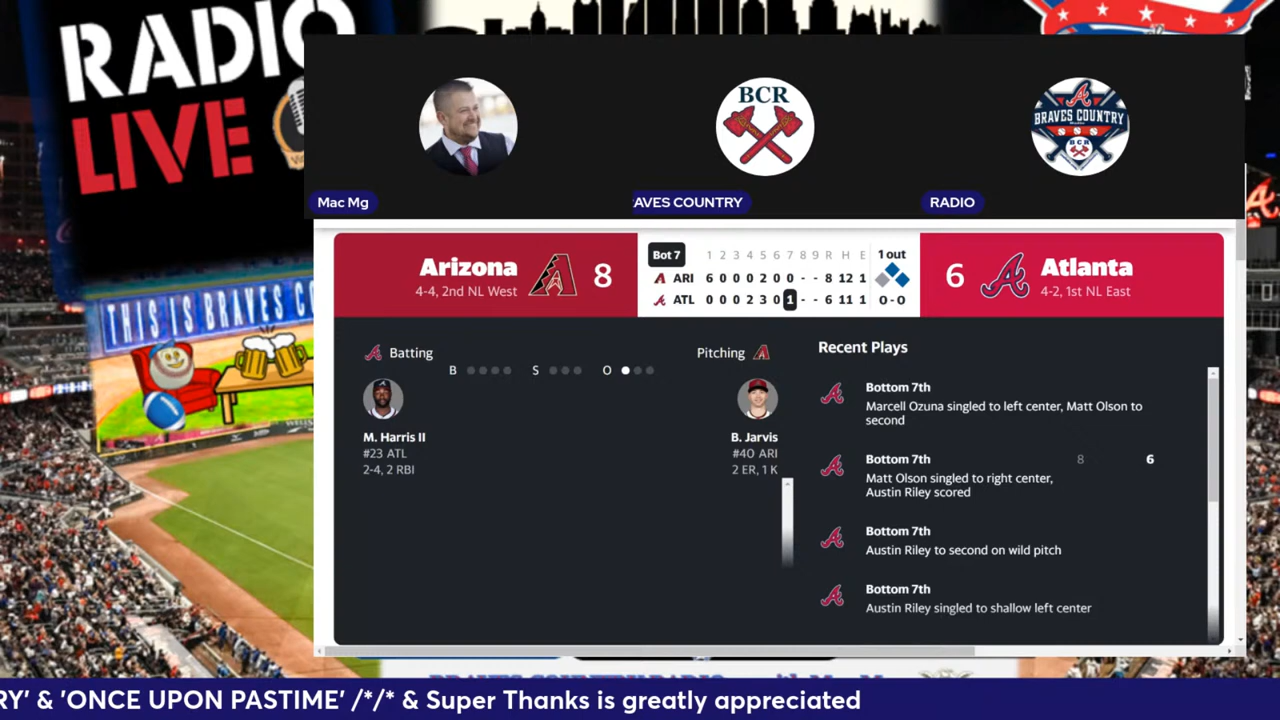 RADIO
LIVE
THIS IS BRAVES CO
BCR
BRAVES COUNTRY
BCR
Mac Mg
AVES COUNTRY
RADIO
Arizona
4-4, 2nd NL West
8
Bot 7
1 2 3 4 5 6 7 8 9 R H E
ARI 6 0 0 0 2 0 0 - - 8 12 1
ATL 0 0 0 2 3 0 1 - - 6 11 1
1 out
0 - 0
6
Atlanta
4-2, 1st NL East
Batting
B S O
Pitching
M. Harris II
#23 ATL
2-4, 2 RBI
B. Jarvis
#40 ARI
2 ER, 1 K
Recent Plays
Bottom 7th
Marcell Ozuna singled to left center, Matt Olson to
second
Bottom 7th 8 6
Matt Olson singled to right center,
Austin Riley scored
Bottom 7th
Austin Riley to second on wild pitch
Bottom 7th
Austin Riley singled to shallow left center
RY' & 'ONCE UPON PASTIME' /*/* & Super Thanks is greatly appreciated